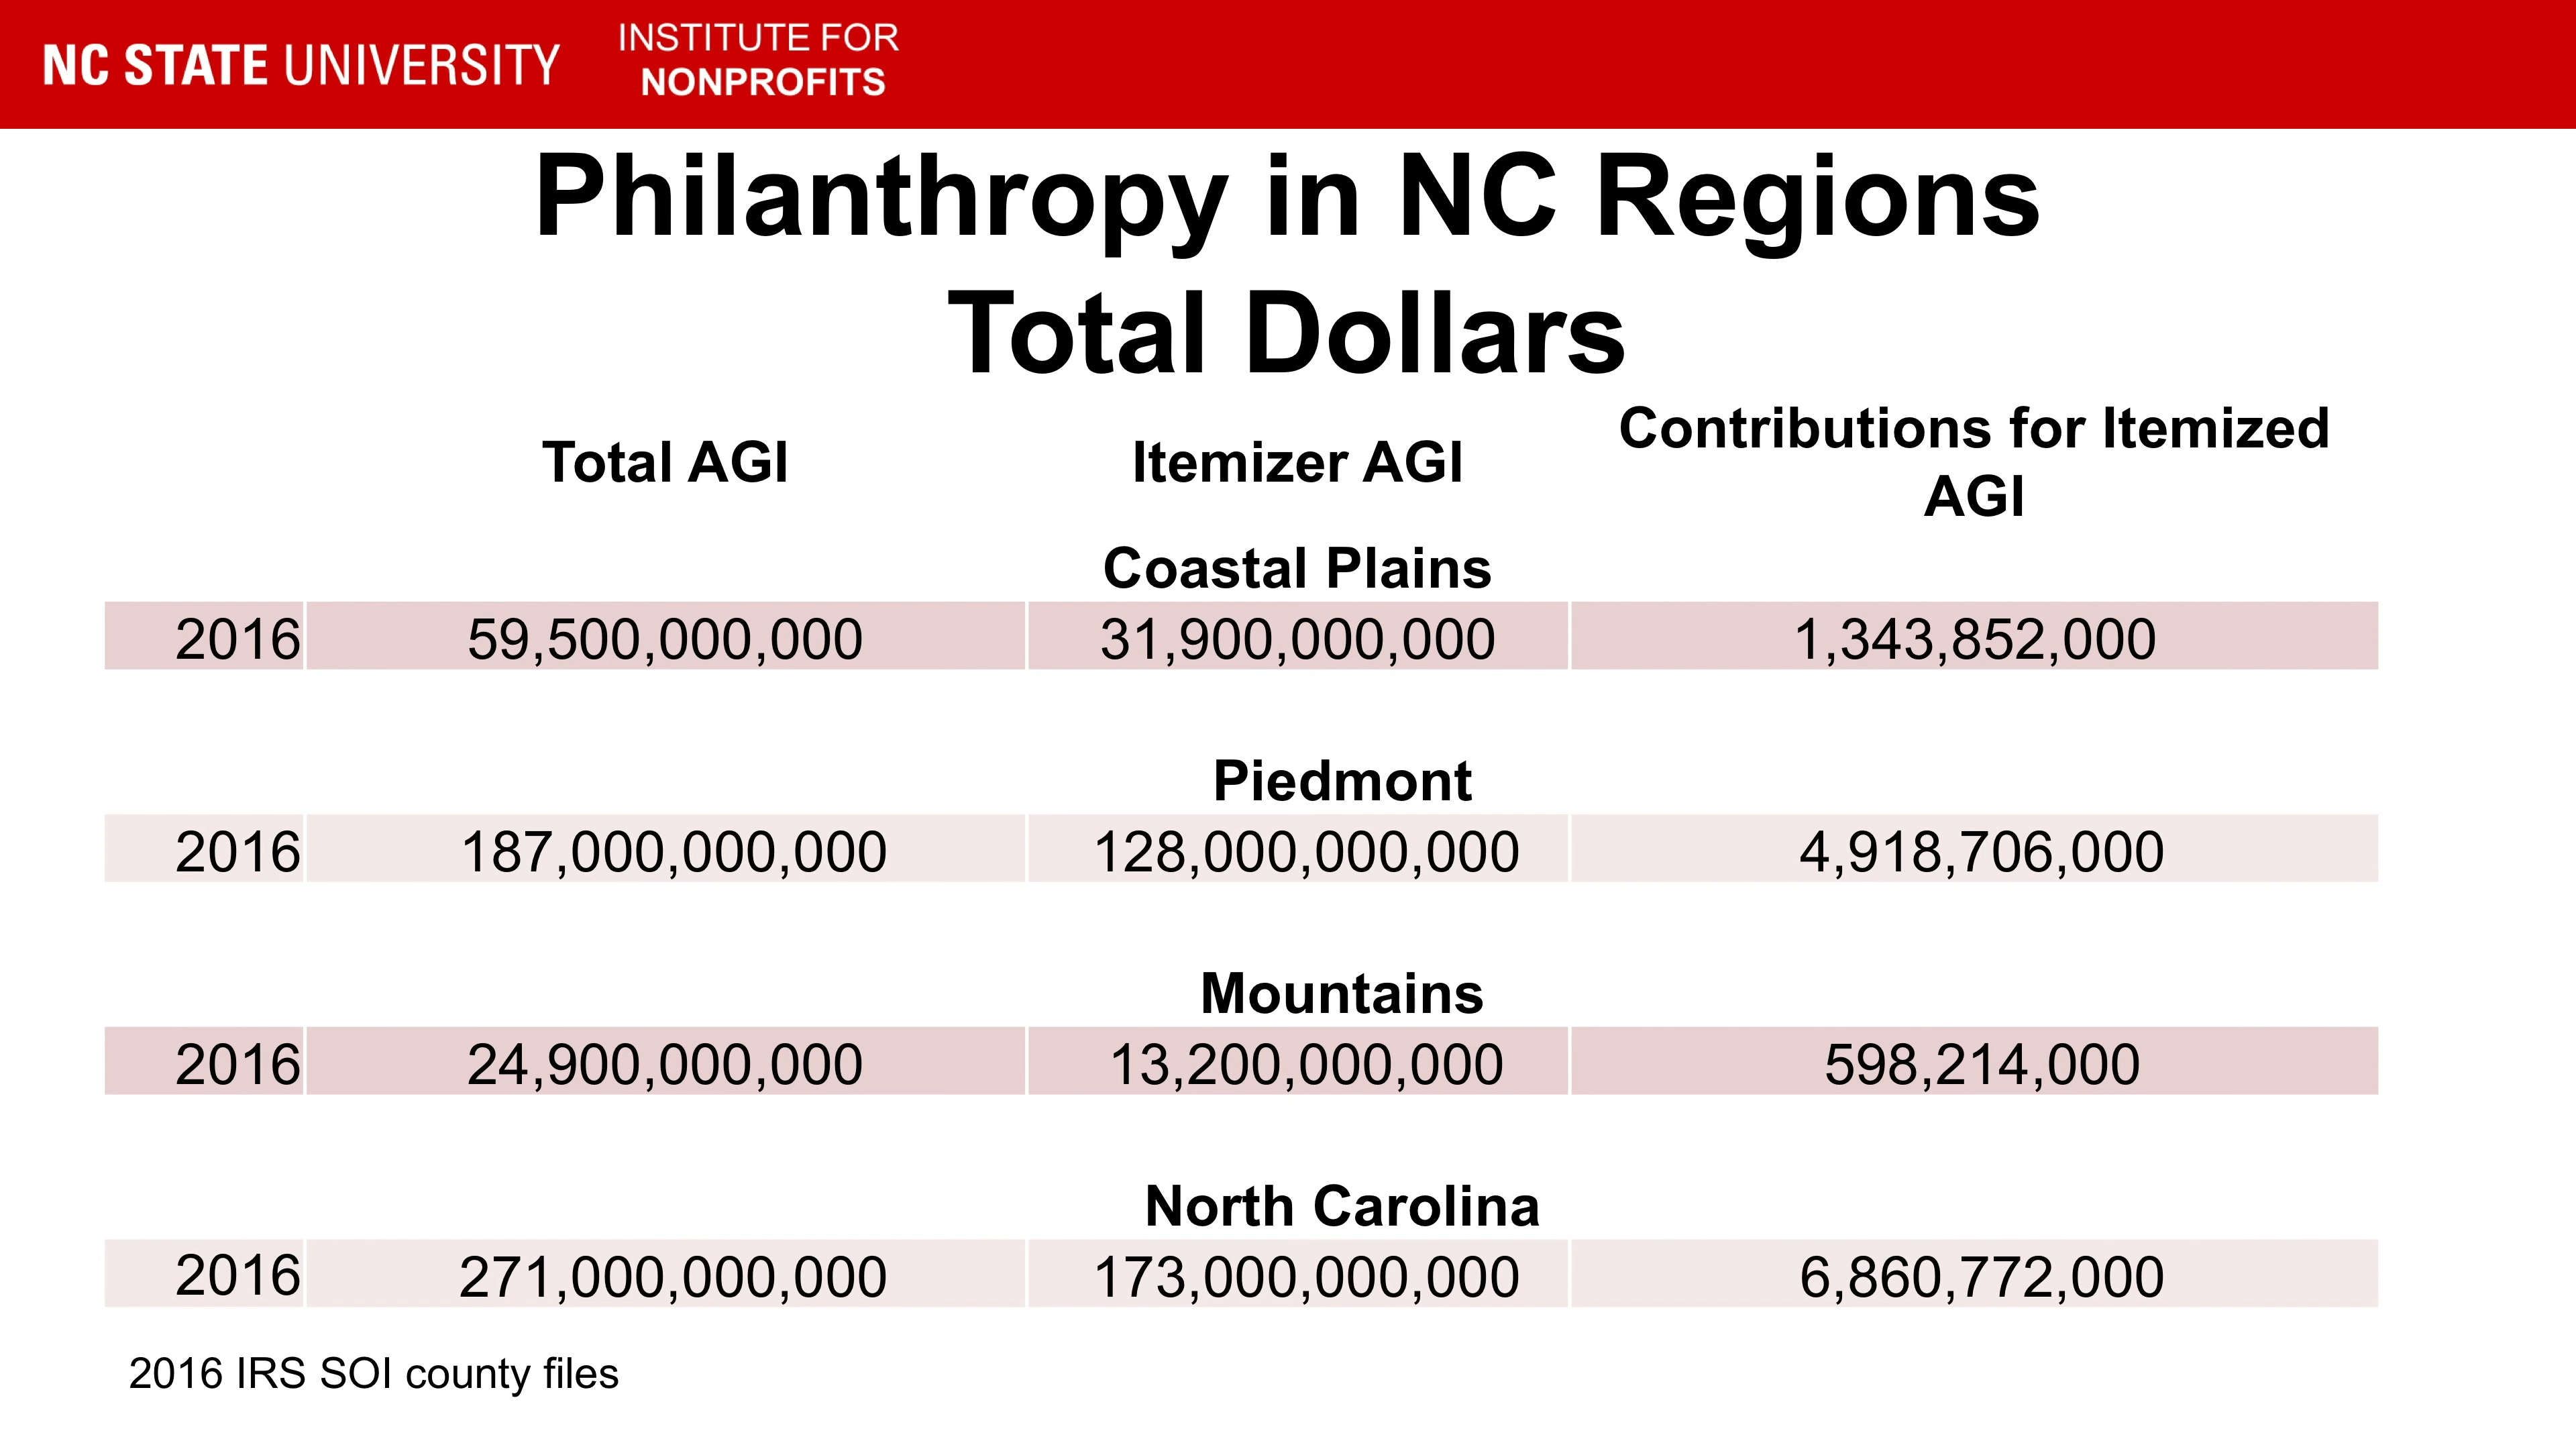 NC STATE UNIVERSITY
INSTITUTE FOR
NONPROFITS
Philanthropy in NC Regions
Total Dollars
Total AGI Itemizer AGI Contributions for Itemized
AGI
Coastal Plains
2016 59,500,000,000 31,900,000,000 1,343,852,000
Piedmont
2016 187,000,000,000 128,000,000,000 4,918,706,000
Mountains
2016 24,900,000,000 13,200,000,000 598,214,000
North Carolina
2016 271,000,000,000 173,000,000,000 6,860,772,000
2016 IRS SOI county files